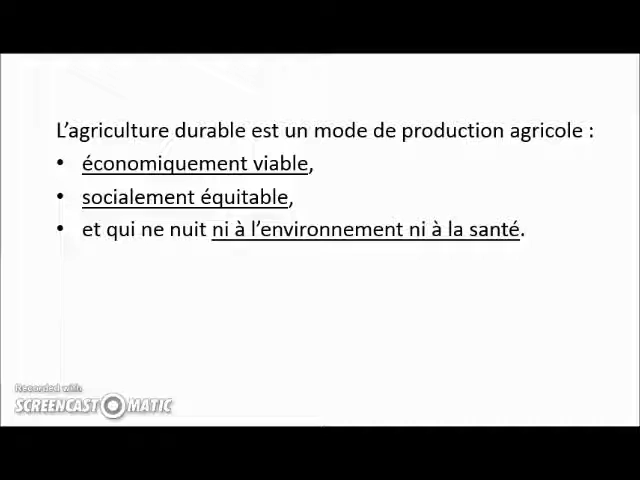 L’agriculture durable est un mode de production agricole :
• économiquement viable,
• socialement équitable,
• et qui ne nuit ni à l’environnement ni à la santé.
Recorded with
SCREENCAST-O-MATIC